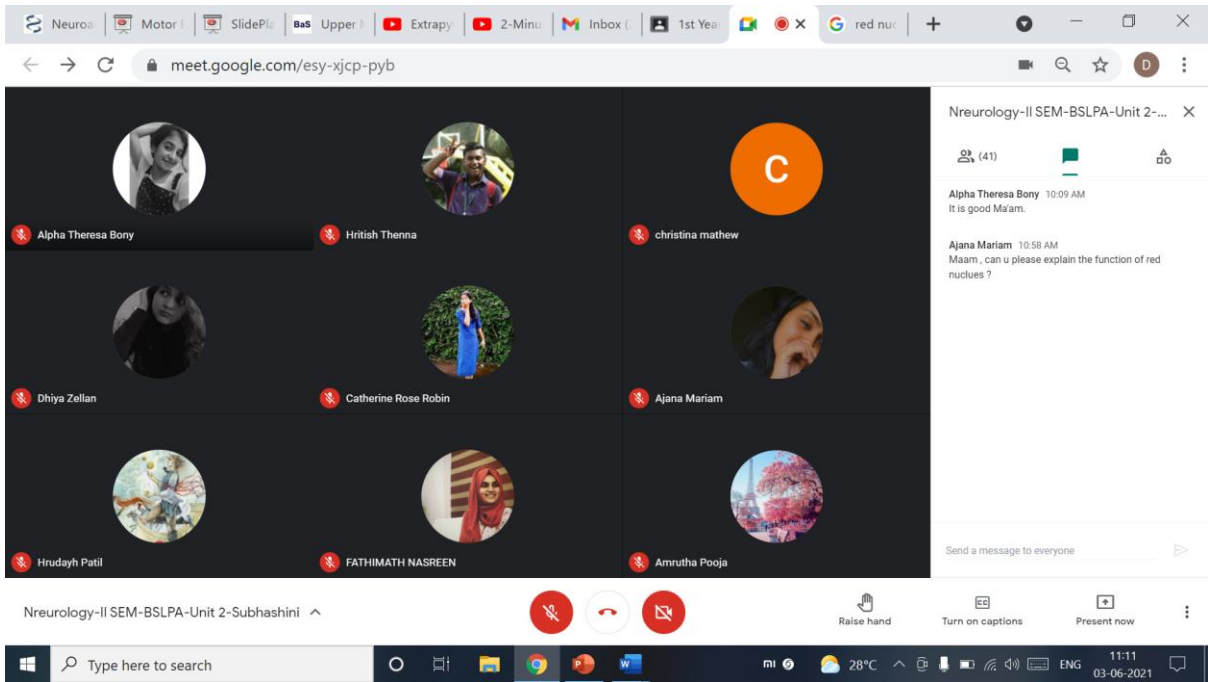 Neuroa
Motor F
SlidePla
BaS Upper M
Extrapy
2-Minu
Inbox (
1st Yea
G red nuc
meet.google.com/esy-xjcp-pyb
D
Nreurology-II SEM-BSLPA-Unit 2-...
(41)
C
Alpha Theresa Bony 10:09 AM
It is good Ma'am.
Alpha Theresa Bony
Hritish Thenna
christina mathew
Ajana Mariam 10:58 AM
Maam , can u please explain the function of red
nuclues ?
Dhiya Zellan
Catherine Rose Robin
Ajana Mariam
Hrudayh Patil
FATHIMATH NASREEN
Amrutha Pooja
Send a message to everyone
Nreurology-II SEM-BSLPA-Unit 2-Subhashini
Raise hand
CC
Turn on captions
Present now
Type here to search
28°C
ENG
11:11
03-06-2021